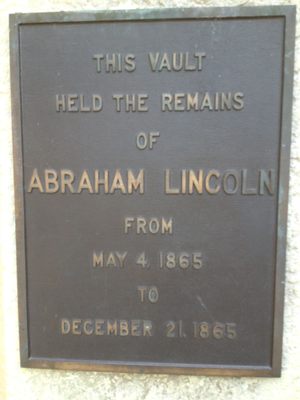 THIS VAULT
HELD THE REMAINS
OF
ABRAHAM LINCOLN
FROM
MAY 4, 1865
TO
DECEMBER 21, 1865